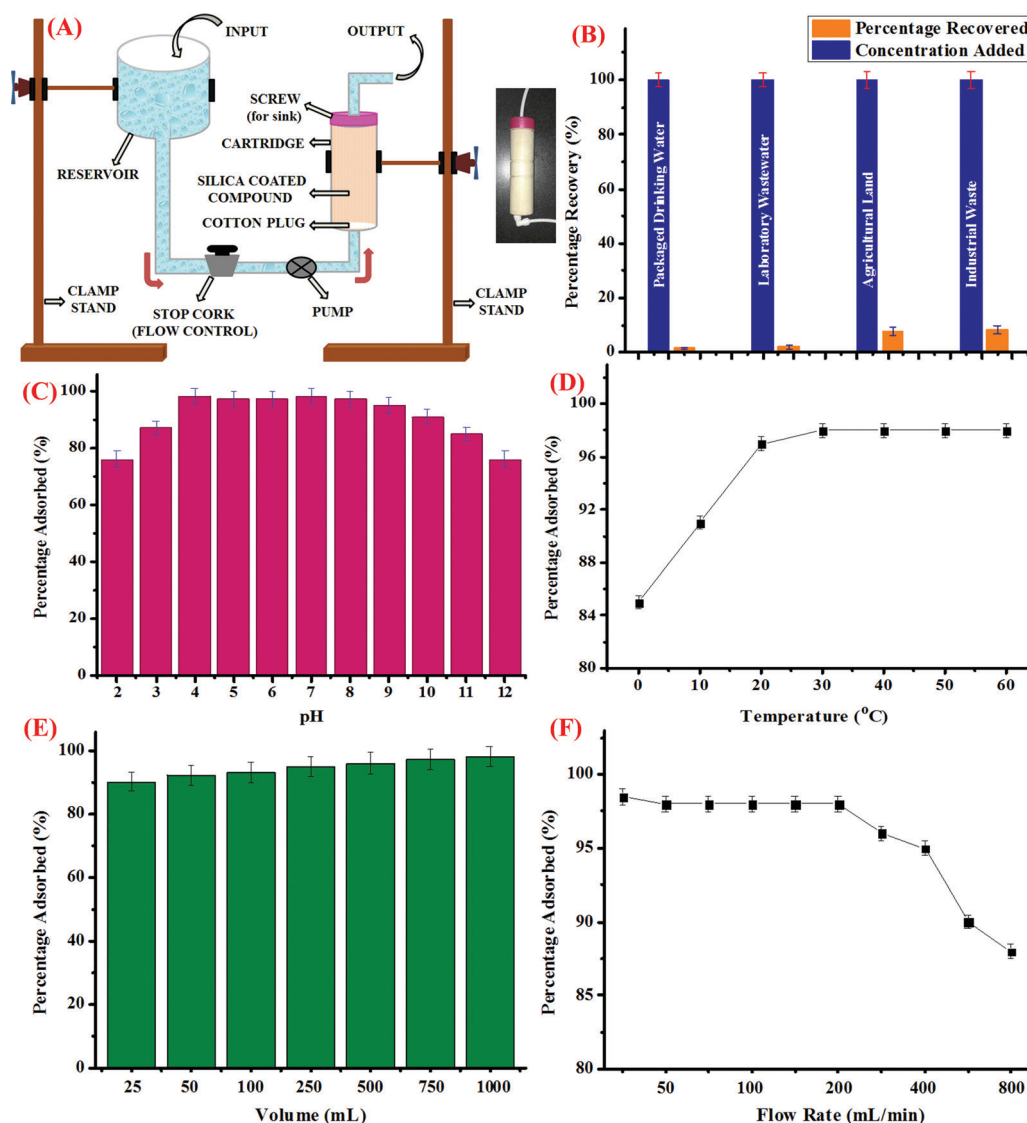 (A)
INPUT
OUTPUT
SCREW
(for sink)
CARTRIDGE
RESERVOIR
SILICA COATED
COMPOUND
COTTON PLUG
CLAMP
STAND
STOP CORK
(FLOW CONTROL)
PUMP
CLAMP
STAND
(B)
Percentage Recovered
Concentration Added
Percentage Recovery (%)
100
80
60
40
20
0
Packaged Drinking Water
Laboratory Wastewater
Agricultural Land
Industrial Waste
(C)
Percentage Adsorbed (%)
100
80
60
40
20
0
2 3 4 5 6 7 8 9 10 11 12
pH
(D)
Percentage Adsorbed (%)
100
96
92
88
84
80
0 10 20 30 40 50 60
Temperature (°C)
(E)
Percentage Adsorbed (%)
100
80
60
40
20
0
25 50 100 250 500 750 1000
Volume (mL)
(F)
Percentage Adsorbed (%)
100
95
90
85
80
50 100 200 400 800
Flow Rate (mL/min)